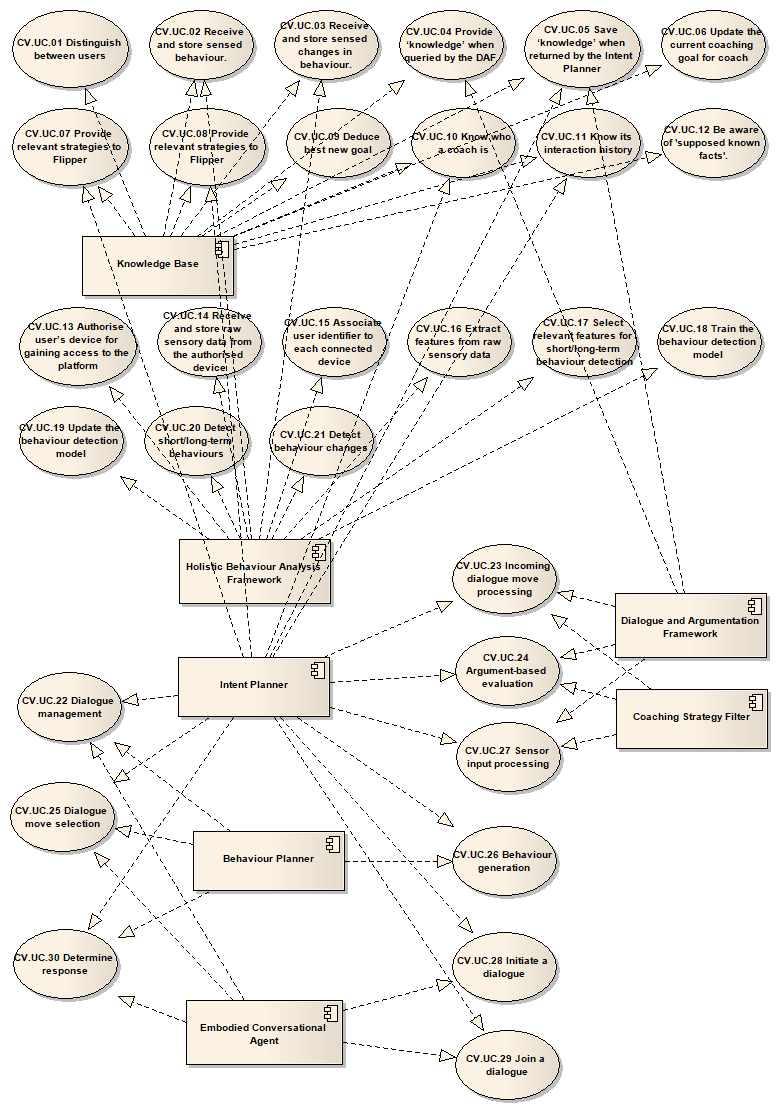 CV.UC.01 Distinguish
between users
CV.UC.02 Receive
and store sensed
behaviour.
CV.UC.03 Receive
and store sensed
changes in
behaviour.
CV.UC.04 Provide
‘knowledge’ when
queried by the DAF.
CV.UC.05 Save
‘knowledge’ when
returned by the Intent
Planner
CV.UC.06 Update the
current coaching
goal for coach
CV.UC.07 Provide
relevant strategies to
Flipper
CV.UC.08 Provide
relevant strategies to
Flipper
CV.UC.09 Deduce
best new goal
CV.UC.10 Know who
a coach is
CV.UC.11 Know its
interaction history
CV.UC.12 Be aware
of 'supposed known
facts'.
Knowledge Base
CV.UC.13 Authorise
user’s device for
gaining access to the
platform
CV.UC.14 Receive
and store raw
sensory data from
the authorised
device
CV.UC.15 Associate
user identifier to
each connected
device
CV.UC.16 Extract
features from raw
sensory data
CV.UC.17 Select
relevant features for
short/long-term
behaviour detection
CV.UC.18 Train the
behaviour detection
model
CV.UC.19 Update the
behaviour detection
model
CV.UC.20 Detect
short/long-term
behaviours
CV.UC.21 Detect
behaviour changes
Holistic Behaviour Analysis
Framework
CV.UC.23 Incoming
dialogue move
processing
Dialogue and Argumentation
Framework
Intent Planner
CV.UC.24
Argument-based
evaluation
CV.UC.22 Dialogue
management
Coaching Strategy Filter
CV.UC.27 Sensor
input processing
CV.UC.25 Dialogue
move selection
Behaviour Planner
CV.UC.26 Behaviour
generation
CV.UC.30 Determine
response
CV.UC.28 Initiate a
dialogue
Embodied Conversational
Agent
CV.UC.29 Join a
dialogue